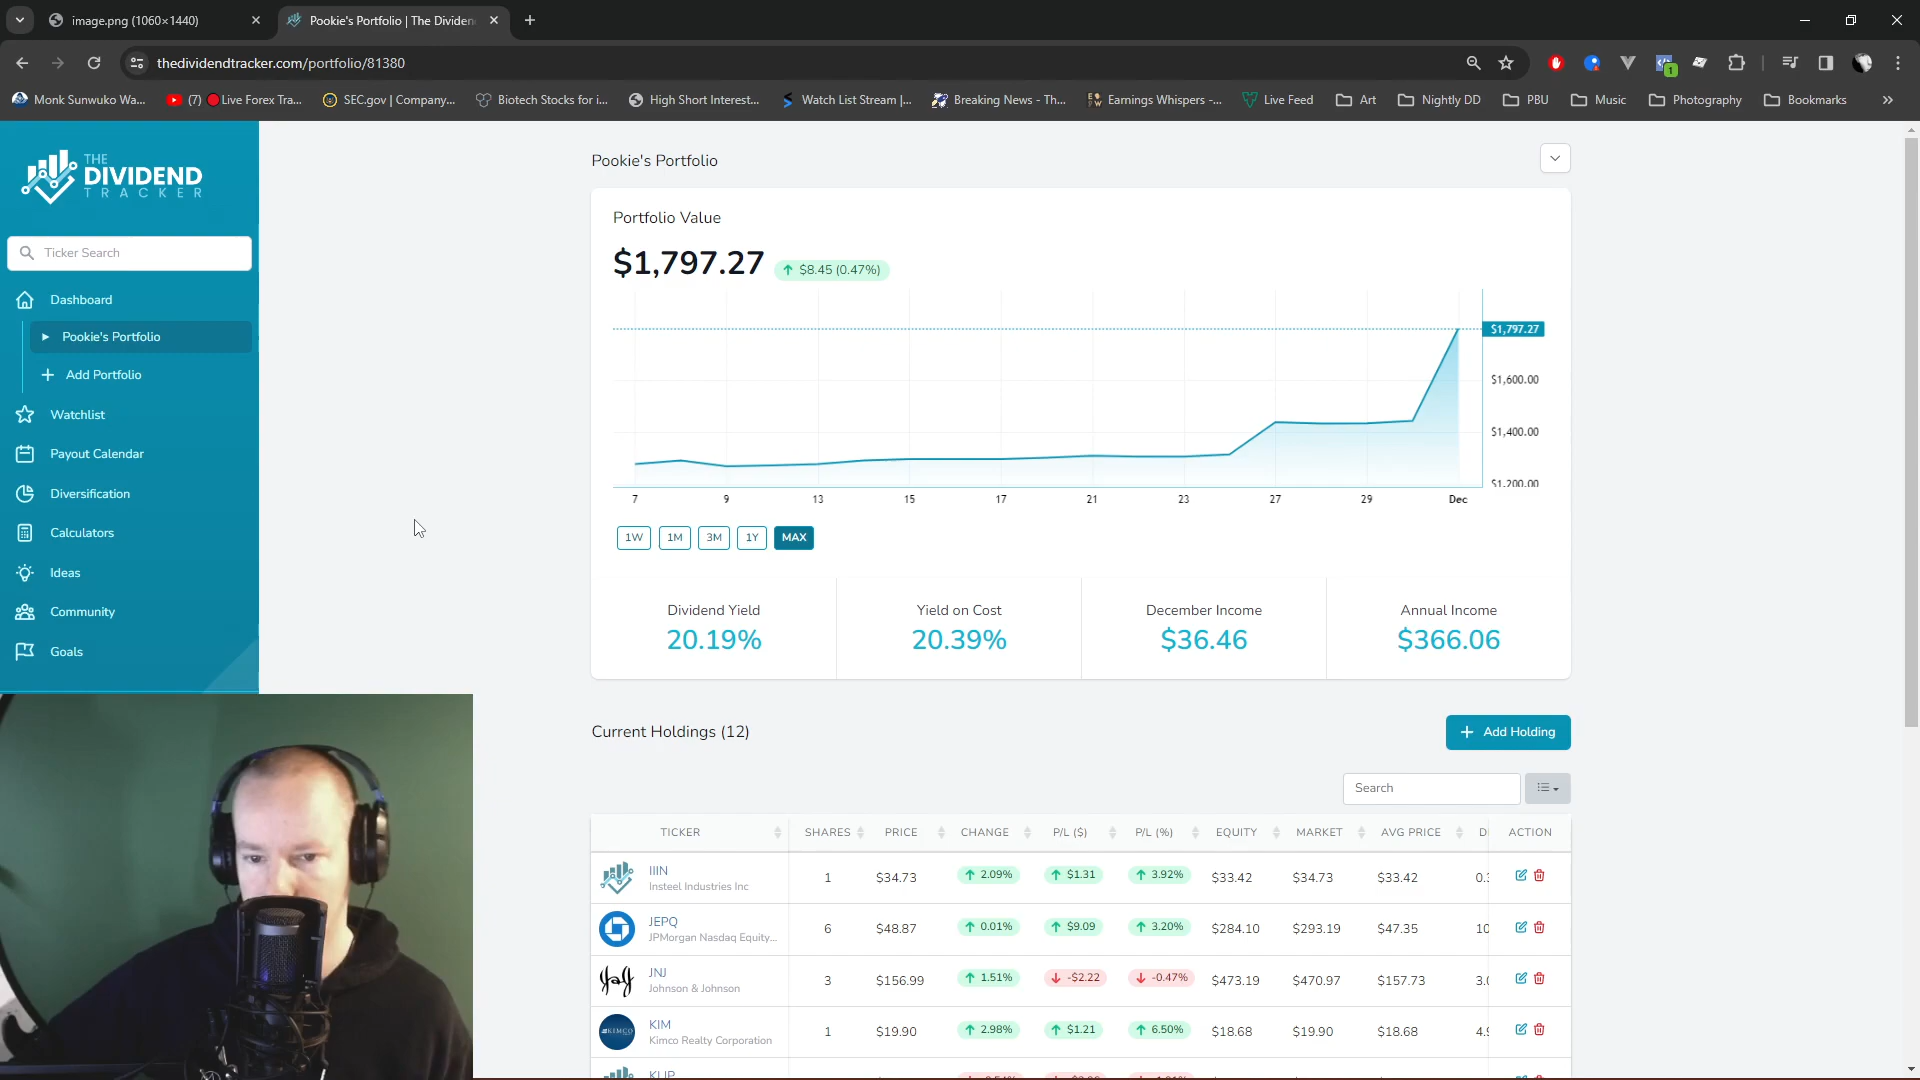 image.png (1060×1440)
Pookie's Portfolio | The Dividen
thedividendtracker.com/portfolio/81380
Monk Sunwuko Wa...
(7)
Live Forex Tra...
SEC.gov | Company...
Biotech Stocks for i...
High Short Interest...
Watch List Stream |...
Breaking News - Th...
Earnings Whispers -...
Live Feed
Art
Nightly DD
PBU
Music
Photography
Bookmarks
1
THE
DIVIDEND
TRACKER
Ticker Search
Dashboard
Pookie's Portfolio
Add Portfolio
Watchlist
Payout Calendar
Diversification
Calculators
Ideas
Community
Goals
Pookie's Portfolio
Portfolio Value
$1,797.27
$8.45 (0.47%)
$1,797.27
$1,600.00
$1,400.00
$1,200.00
7 9 13 15 17 21 23 27 29 Dec
1W 1M 3M 1Y MAX
Dividend Yield
20.19%
Yield on Cost
20.39%
December Income
$36.46
Annual Income
$366.06
Current Holdings (12)
Add Holding
Search
TICKER SHARES PRICE CHANGE P/L ($) P/L (%) EQUITY MARKET AVG PRICE ACTION
IIIN
Insteel Industries Inc
1 $34.73 2.09% $1.31 3.92% $33.42 $34.73 $33.42
JEPQ
JPMorgan Nasdaq Equity...
6 $48.87 0.01% $9.09 3.20% $284.10 $293.19 $47.35
JNJ
Johnson & Johnson
3 $156.99 1.51% -$2.22 -0.47% $473.19 $470.97 $157.73
KIM
Kimco Realty Corporation
1 $19.90 2.98% $1.21 6.50% $18.68 $19.90 $18.68